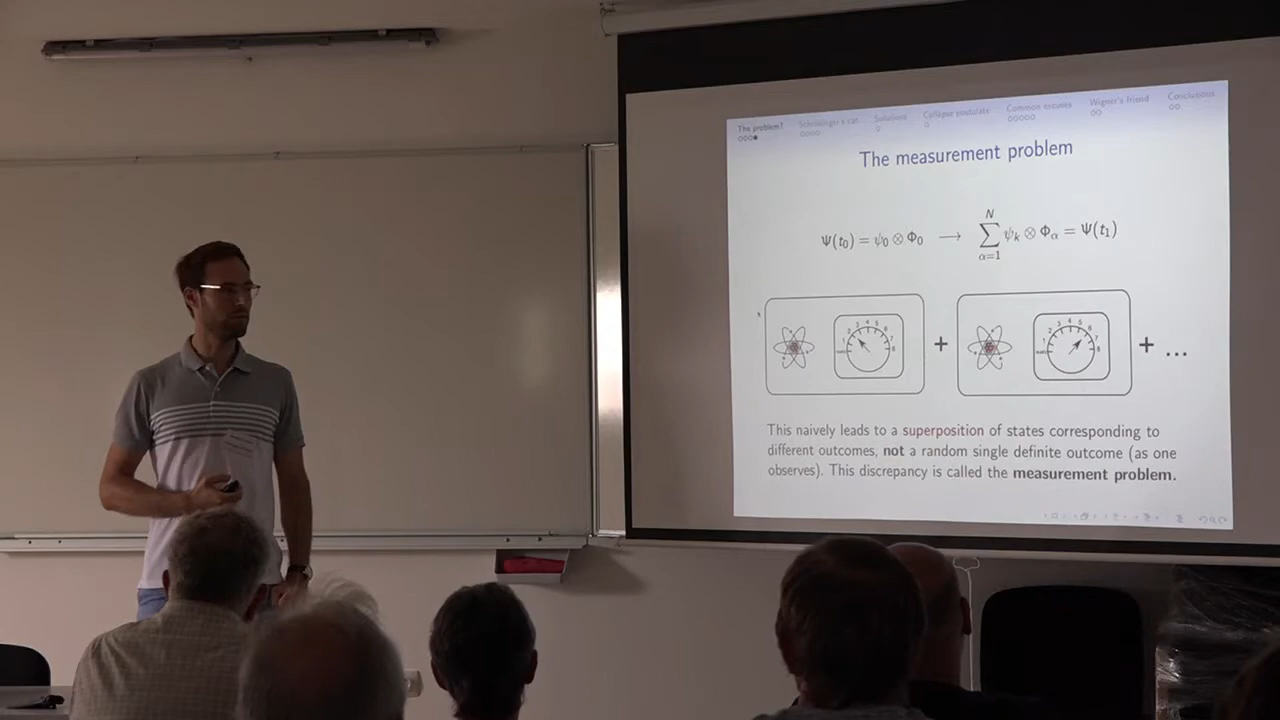 The problem? Schrödinger's cat Solutions Collapse postulate Common excuses Wigner's friend Conclusions
The measurement problem
Ψ(t₀) = ψ₀ ⊗ Φ₀ ⟶ ∑_{α=1}^{N} ψₖ ⊗ Φ_α = Ψ(t₁)
+ + ...
This naively leads to a superposition of states corresponding to
different outcomes, not a random single definite outcome (as one
observes). This discrepancy is called the measurement problem.